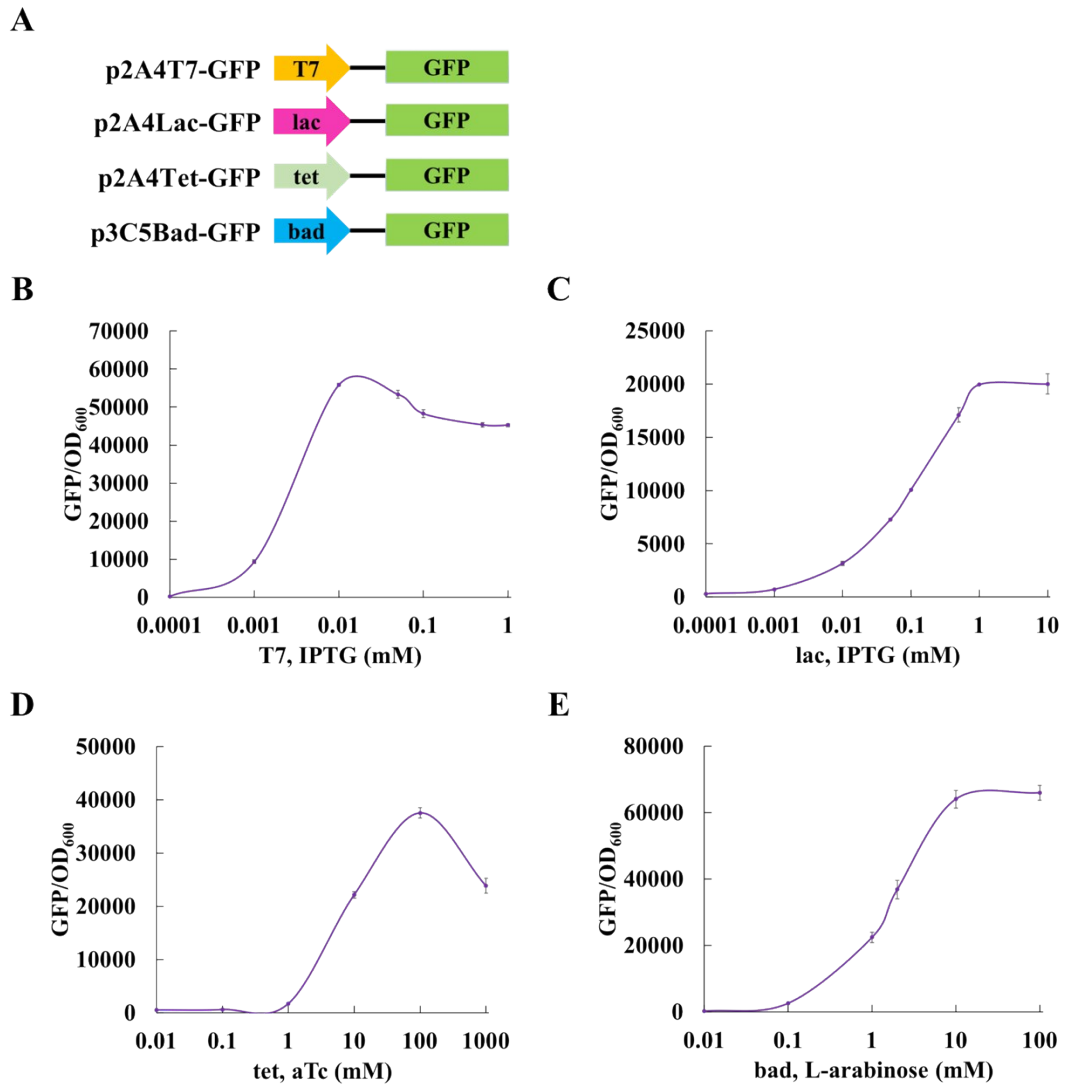 A
p2A4T7-GFP T7 GFP
p2A4Lac-GFP lac GFP
p2A4Tet-GFP tet GFP
p3C5Bad-GFP bad GFP
B
70000
60000
50000
40000
30000
20000
10000
0
GFP/OD600
0.0001 0.001 0.01 0.1 1
T7, IPTG (mM)
C
25000
20000
15000
10000
5000
0
GFP/OD600
0.0001 0.001 0.01 0.1 1 10
lac, IPTG (mM)
D
50000
40000
30000
20000
10000
0
GFP/OD600
0.01 0.1 1 10 100 1000
tet, aTc (mM)
E
80000
60000
40000
20000
0
GFP/OD600
0.01 0.1 1 10 100
bad, L-arabinose (mM)